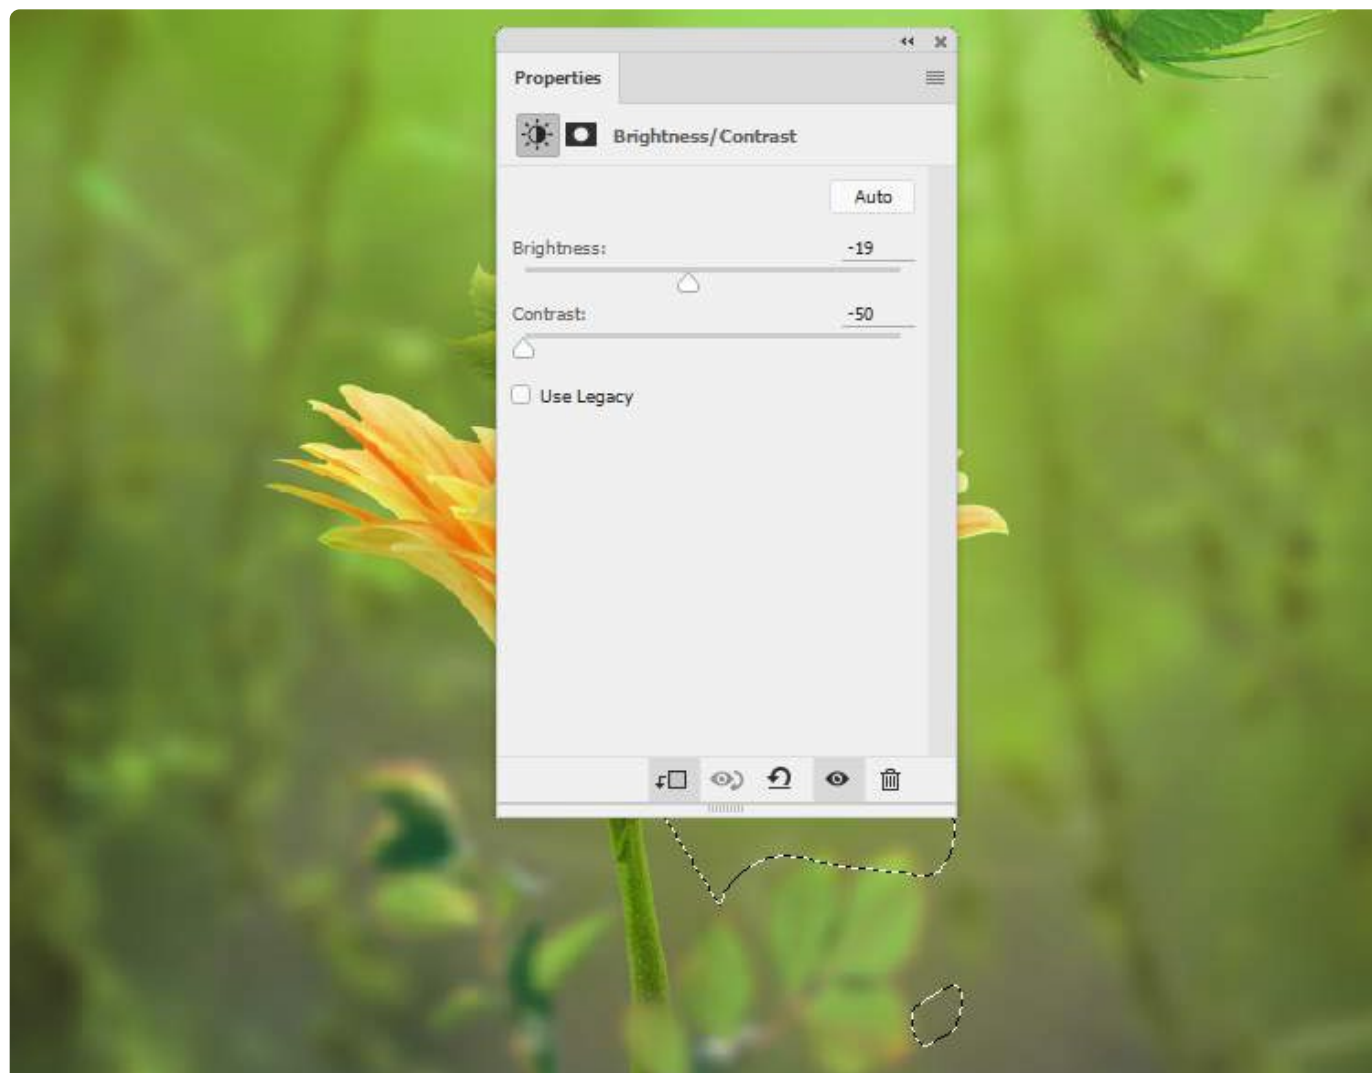 Properties
Brightness/Contrast
Auto
Brightness: -19
Contrast: -50
Use Legacy